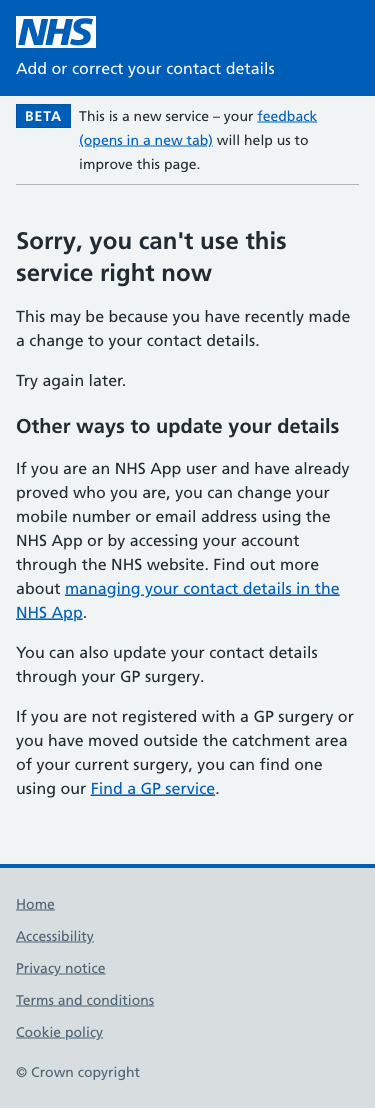 NHS
Add or correct your contact details
BETA
This is a new service – your feedback
(opens in a new tab) will help us to
improve this page.
Sorry, you can't use this
service right now
This may be because you have recently made
a change to your contact details.
Try again later.
Other ways to update your details
If you are an NHS App user and have already
proved who you are, you can change your
mobile number or email address using the
NHS App or by accessing your account
through the NHS website. Find out more
about managing your contact details in the
NHS App.
You can also update your contact details
through your GP surgery.
If you are not registered with a GP surgery or
you have moved outside the catchment area
of your current surgery, you can find one
using our Find a GP service.
Home
Accessibility
Privacy notice
Terms and conditions
Cookie policy
© Crown copyright